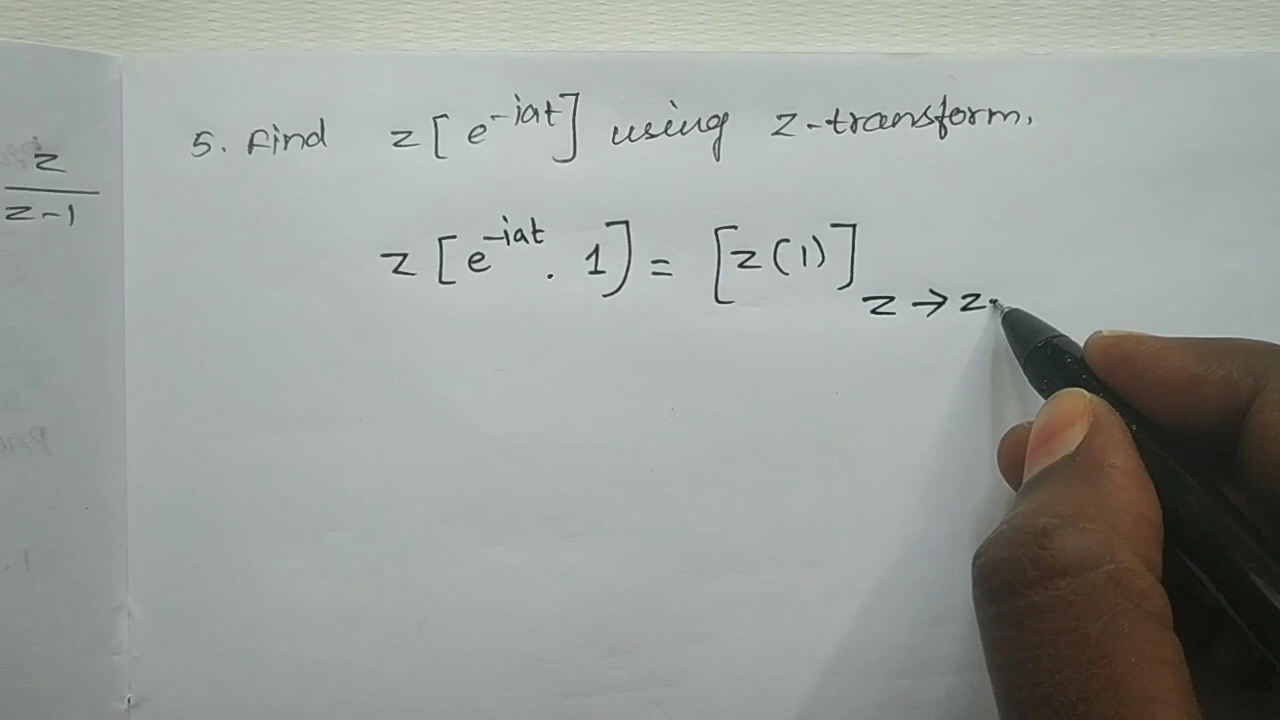 z
z-1
5. Find z[e^-iat] using z-transform.
z[e^-iat . 1] = [z(1)] z→z